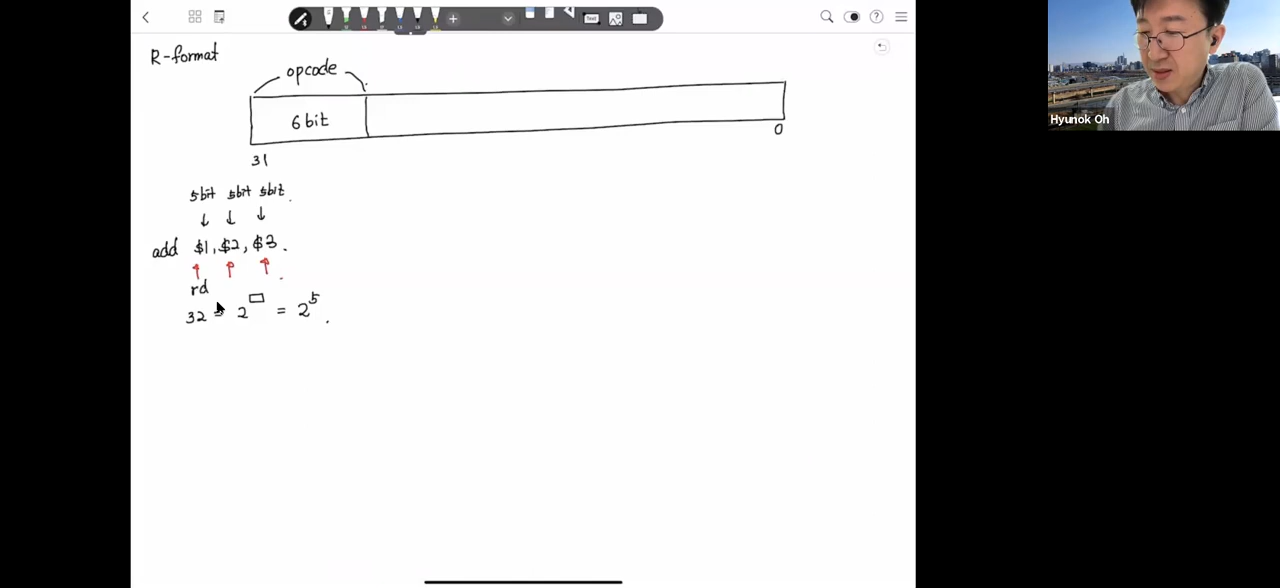 R-format
opcode
6 bit
0
31
5bit 5bit 5bit.
↓ ↓ ↓
add $1, $2, $3.
↑ ↑ ↑
rd
32 = 2^□ = 2^5.
Text
Hyunok Oh